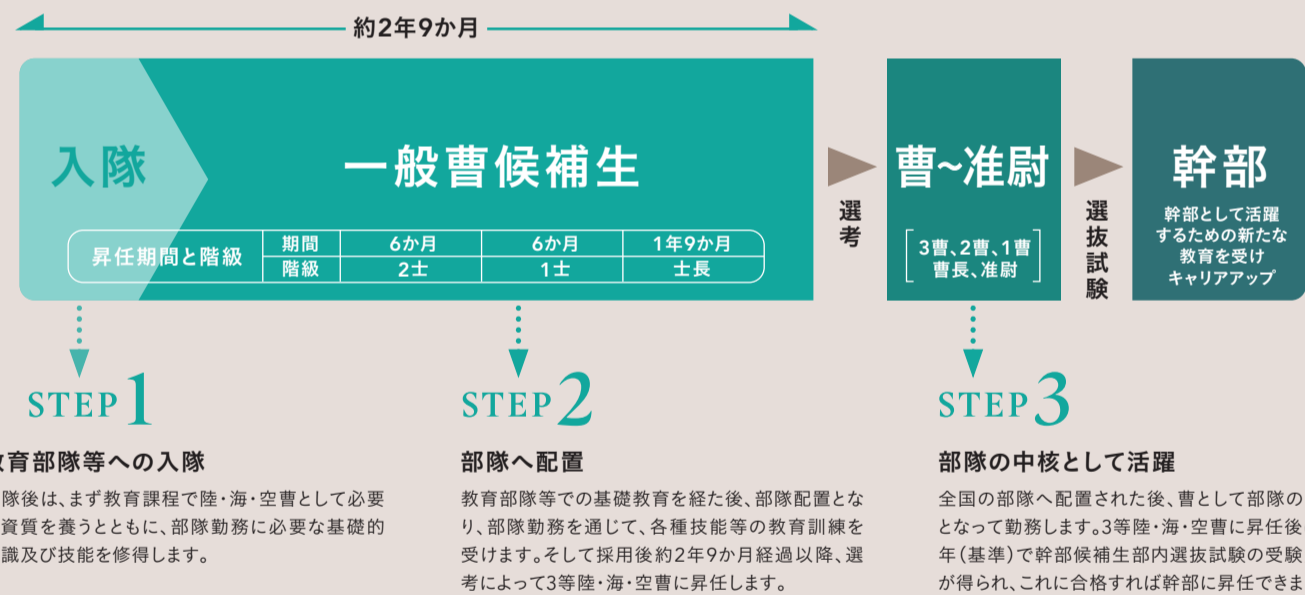 約2年9か月
入隊
一般曹候補生
昇任期間と階級
期間 6か月 6か月 1年9か月
階級 2士 1士 士長
選考
曹~准尉
3曹、2曹、1曹
曹長、准尉
選抜試験
幹部
幹部として活躍
するための新たな
教育を受け
キャリアアップ
STEP 1
育部隊等への入隊
隊後は、まず教育課程で陸・海・空曹として必要
資質を養うとともに、部隊勤務に必要な基礎的
識及び技能を修得します。
STEP 2
部隊へ配置
教育部隊等での基礎教育を経た後、部隊配置とな
り、部隊勤務を通じて、各種技能等の教育訓練を
受けます。そして採用後約2年9か月経過以降、選
考によって3等陸・海・空曹に昇任します。
STEP 3
部隊の中核として活躍
全国の部隊へ配置された後、曹として部隊の
となって勤務します。3等陸・海・空曹に昇任後
年(基準)で幹部候補生部内選抜試験の受験
が得られ、これに合格すれば幹部に昇任できま